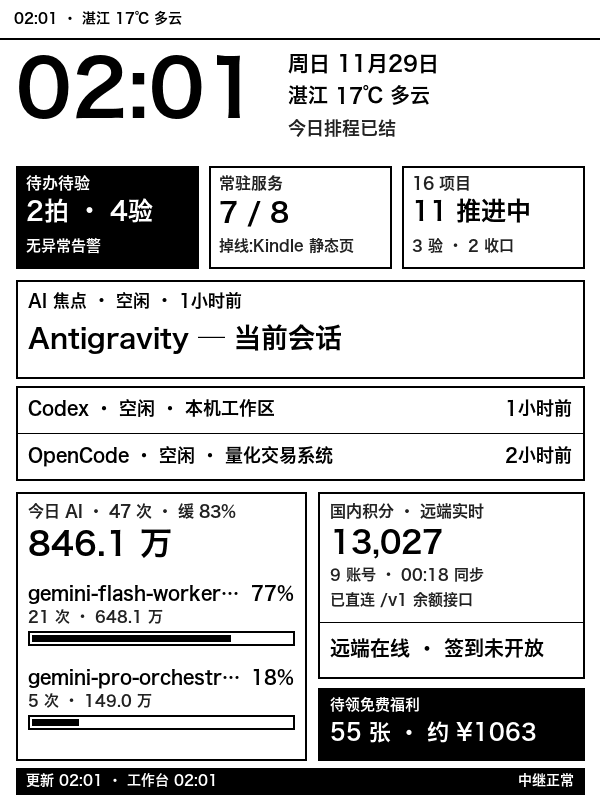 02:01 · 湛江 17℃ 多云
02:01
周日 11月29日
湛江 17℃ 多云
今日排程已结
待办待验
2拍 · 4验
无异常告警
常驻服务
7 / 8
掉线:Kindle 静态页
16 项目
11 推进中
3 验 · 2 收口
AI 焦点 · 空闲 · 1小时前
Antigravity — 当前会话
Codex · 空闲 · 本机工作区 1小时前
OpenCode · 空闲 · 量化交易系统 2小时前
今日 AI · 47 次 · 缓 83%
846.1 万
gemini-flash-worker… 77%
21 次 · 648.1 万
gemini-pro-orchestr… 18%
5 次 · 149.0 万
国内积分 · 远端实时
13,027
9 账号 · 00:18 同步
已直连 /v1 余额接口
远端在线 · 签到未开放
待领免费福利
55 张 · 约 ¥1063
更新 02:01 · 工作台 02:01 中继正常